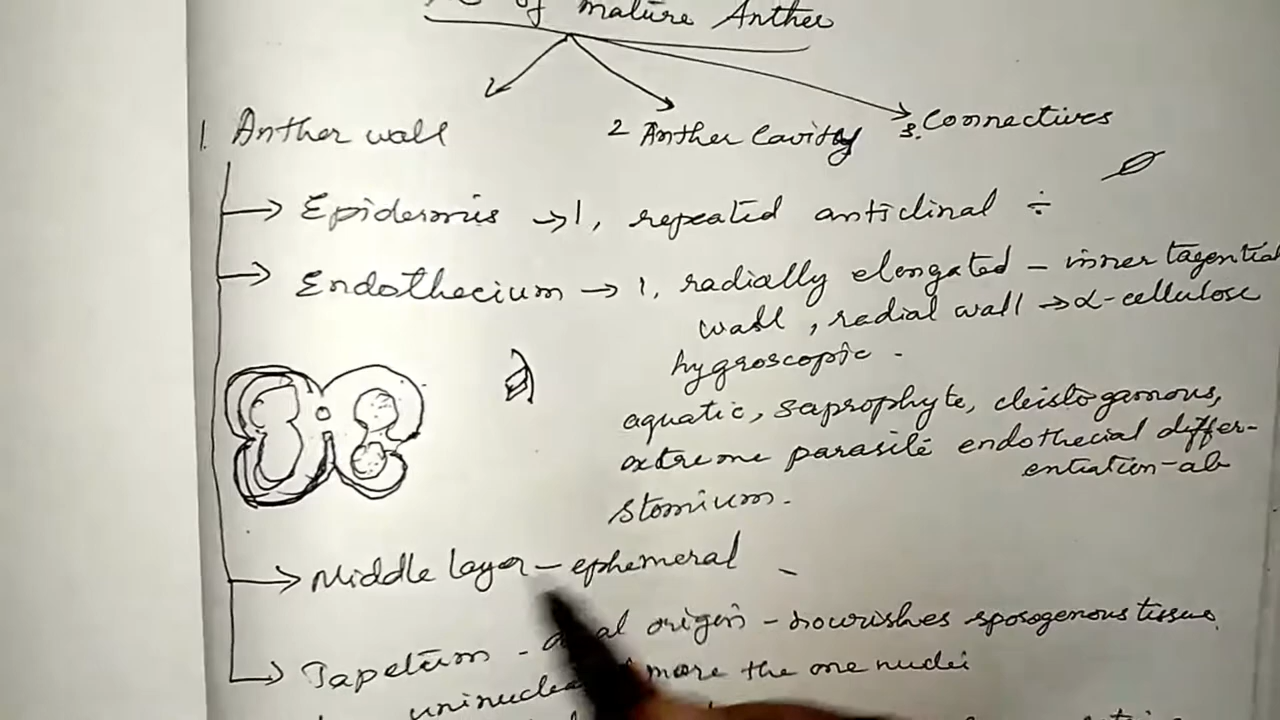 of mature Anther
1. Anther wall 2 Anther Cavity 3. Connectives
Epidermis → 1, repeated anticlinal ÷
Endothecium → 1, radially elongated - inner tagential
wall, radial wall → α-cellulose
hygroscopic -
aquatic, saprophyte, cleistogamous,
extreme parasite endothecial differ-
entiation-ab
Stomium.
Middle layer - ephemeral -
Tapetum - origin - nourishes sporogenous tissue
more the one nuclei